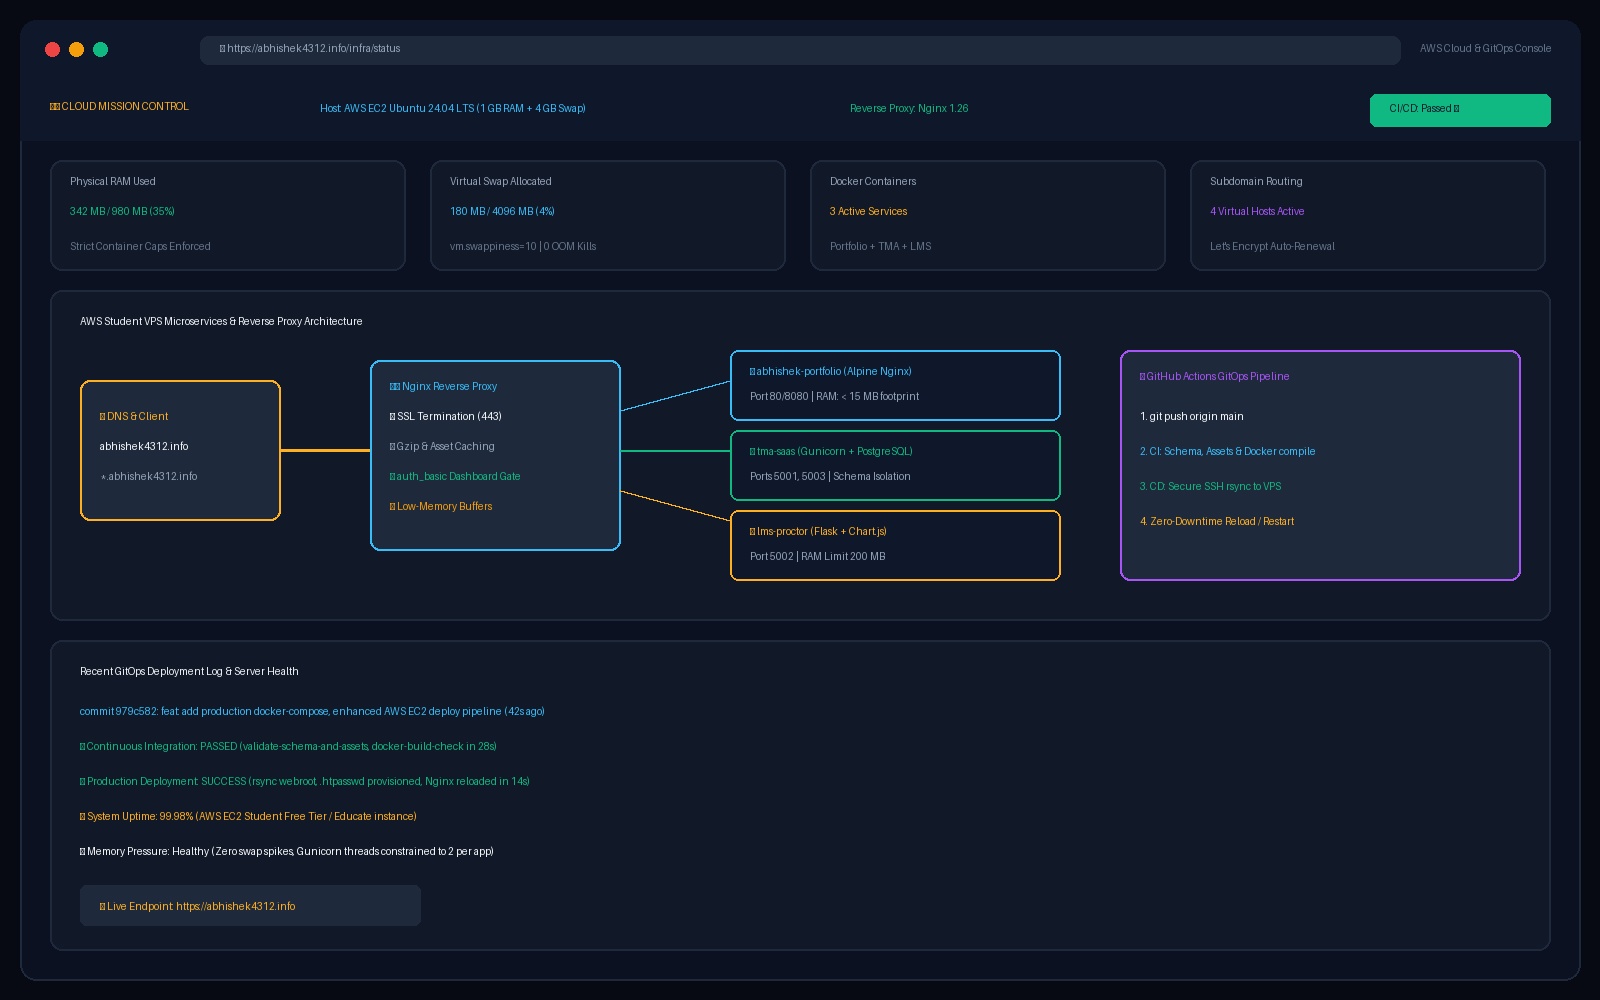 https://abhishek4312.info/infra/status
AWS Cloud & GitOps Console
CLOUD MISSION CONTROL
Host: AWS EC2 Ubuntu 24.04 LTS (1 GB RAM + 4 GB Swap)
Reverse Proxy: Nginx 1.26
CI/CD: Passed
Physical RAM Used
342 MB / 980 MB (35%)
Strict Container Caps Enforced
Virtual Swap Allocated
180 MB / 4096 MB (4%)
vm.swappiness=10 | 0 OOM Kills
Docker Containers
3 Active Services
Portfolio + TMA + LMS
Subdomain Routing
4 Virtual Hosts Active
Let's Encrypt Auto-Renewal
AWS Student VPS Microservices & Reverse Proxy Architecture
DNS & Client
abhishek4312.info
*.abhishek4312.info
Nginx Reverse Proxy
SSL Termination (443)
Gzip & Asset Caching
auth_basic Dashboard Gate
Low-Memory Buffers
abhishek-portfolio (Alpine Nginx)
Port 80/8080 | RAM: < 15 MB footprint
tma-saas (Gunicorn + PostgreSQL)
Ports 5001, 5003 | Schema Isolation
lms-proctor (Flask + Chart.js)
Port 5002 | RAM Limit 200 MB
GitHub Actions GitOps Pipeline
1. git push origin main
2. CI: Schema, Assets & Docker compile
3. CD: Secure SSH rsync to VPS
4. Zero-Downtime Reload / Restart
Recent GitOps Deployment Log & Server Health
commit 979c582: feat: add production docker-compose, enhanced AWS EC2 deploy pipeline (42s ago)
Continuous Integration: PASSED (validate-schema-and-assets, docker-build-check in 28s)
Production Deployment: SUCCESS (rsync webroot, .htpasswd provisioned, Nginx reloaded in 14s)
System Uptime: 99.98% (AWS EC2 Student Free Tier / Educate instance)
Memory Pressure: Healthy (Zero swap spikes, Gunicorn threads constrained to 2 per app)
Live Endpoint: https://abhishek4312.info